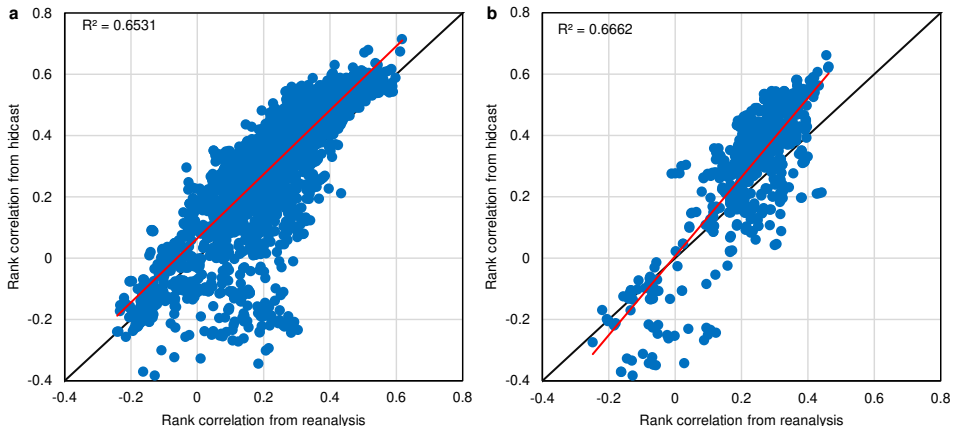 a
R² = 0.6531
0.8
0.6
0.4
0.2
0
-0.2
-0.4
-0.4 -0.2 0 0.2 0.4 0.6 0.8
Rank correlation from hidcast
Rank correlation from reanalysis
b
R² = 0.6662
0.8
0.6
0.4
0.2
0
-0.2
-0.4
-0.4 -0.2 0 0.2 0.4 0.6 0.8
Rank correlation from hidcast
Rank correlation from reanalysis